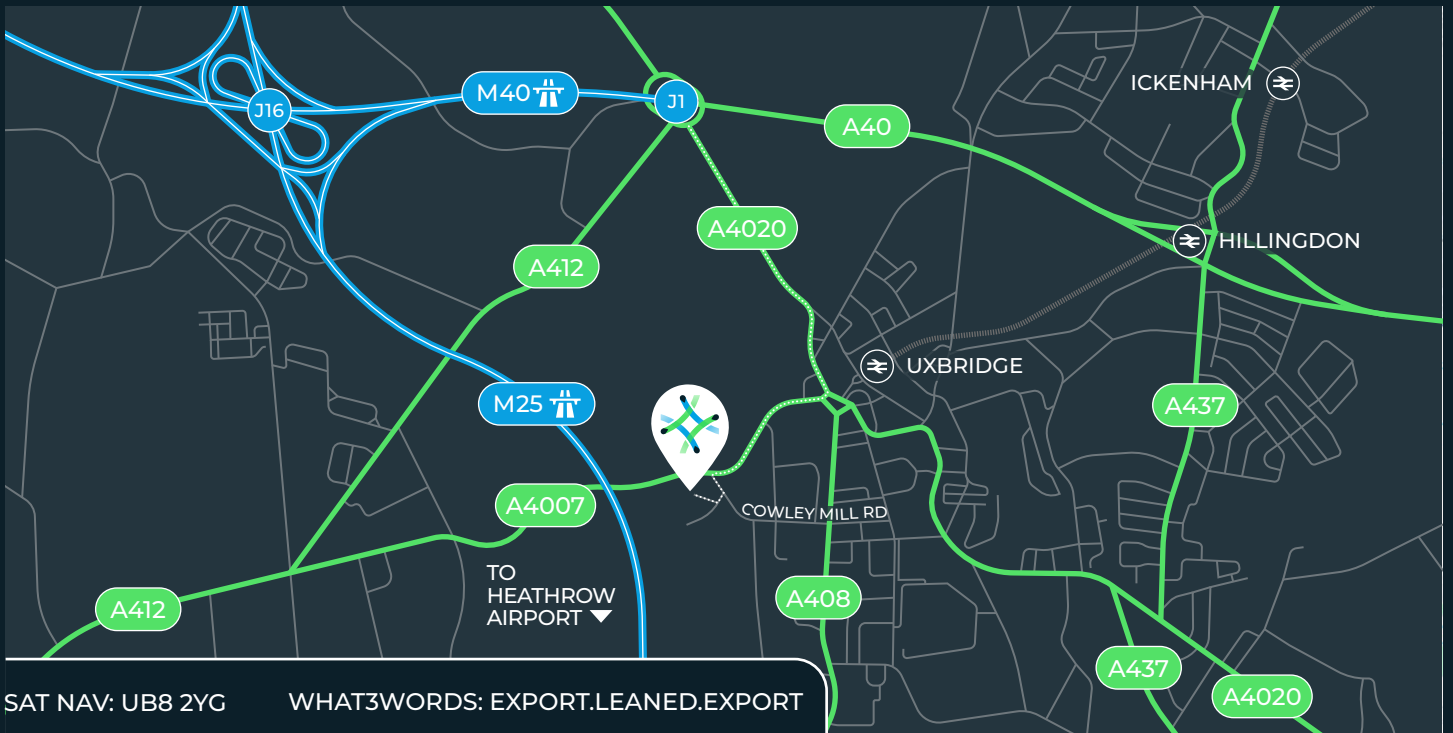 ICKENHAM
M40
J1
J16
A40
A4020
HILLINGDON
A412
UXBRIDGE
M25
A437
A4007
COWLEY MILL RD
TO
HEATHROW
AIRPORT
A408
A412
A437
A4020
SAT NAV: UB8 2YG
WHAT3WORDS: EXPORT.LEANED.EXPORT